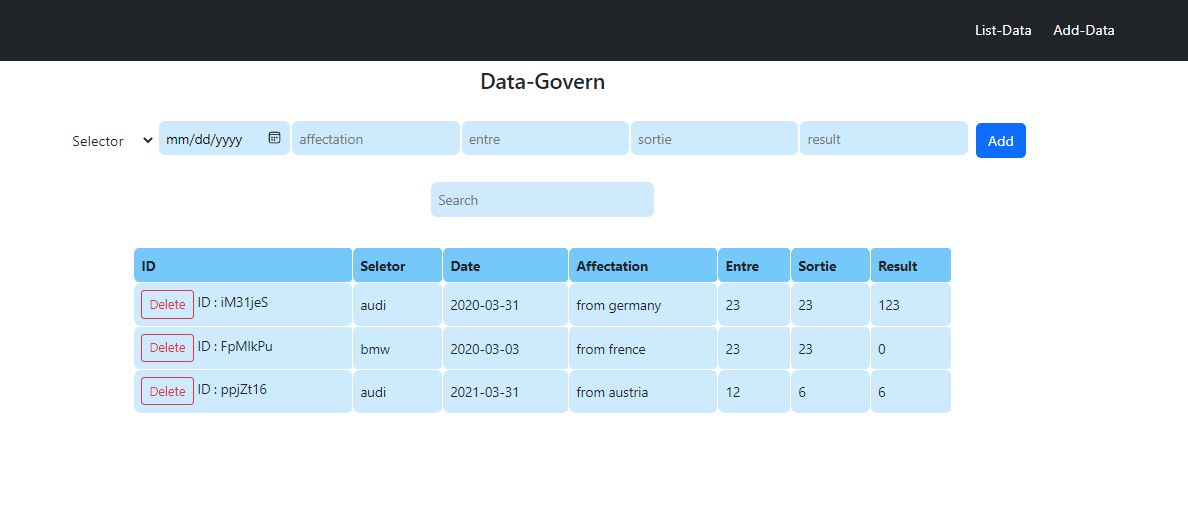 List-Data Add-Data
Data-Govern
Selector mm/dd/yyyy affectation entre sortie result Add
Search
ID Seletor Date Affectation Entre Sortie Result
Delete ID : iM31jeS audi 2020-03-31 from germany 23 23 123
Delete ID : FpMIkPu bmw 2020-03-03 from frence 23 23 0
Delete ID : ppjZt16 audi 2021-03-31 from austria 12 6 6